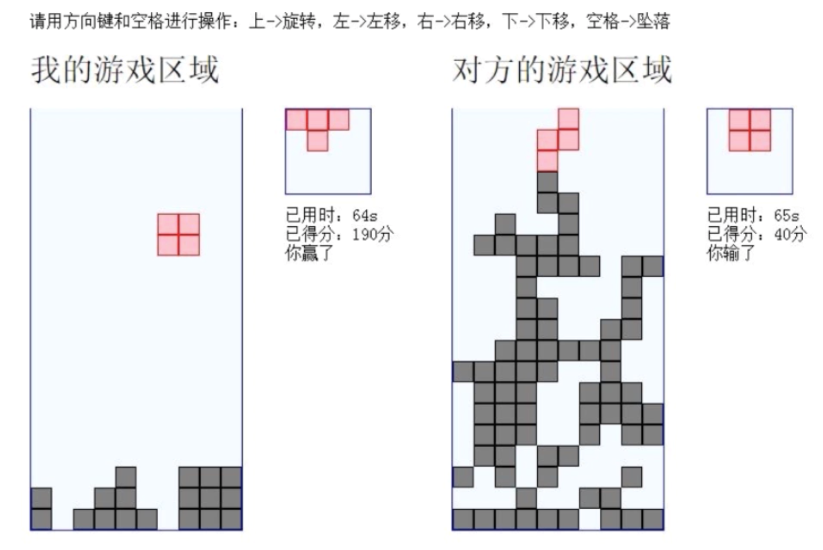 请用方向键和空格进行操作：上->旋转，左->左移，右->右移，下->下移，空格->坠落
我的游戏区域
已用时：64s
已得分：190分
你赢了
对方的游戏区域
已用时：65s
已得分：40分
你输了